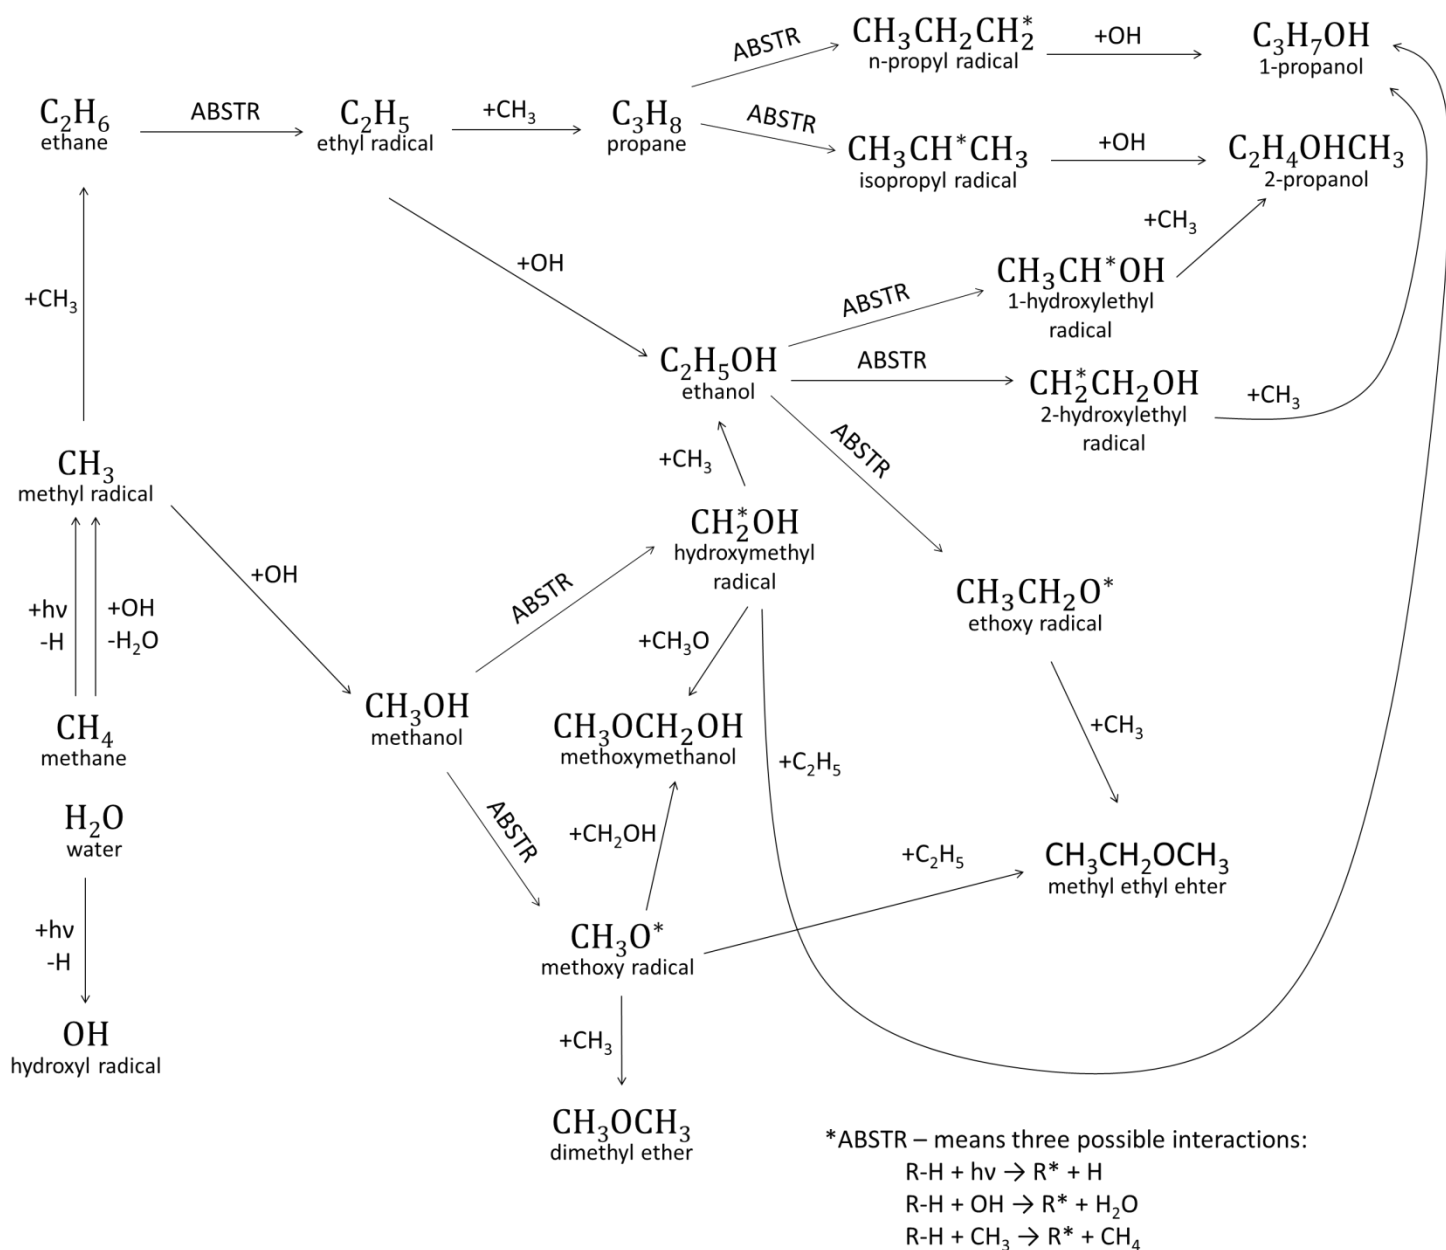 ABSTR
CH₃CH₂CH₂*
n-propyl radical
+OH
C₃H₇OH
1-propanol
C₂H₆
ethane
ABSTR
C₂H₅
ethyl radical
+CH₃
C₃H₈
propane
ABSTR
CH₃CH*CH₃
isopropyl radical
+OH
C₂H₄OHCH₃
2-propanol
+CH₃
+OH
+CH₃
ABSTR
CH₃CH*OH
1-hydroxylethyl
radical
C₂H₅OH
ethanol
ABSTR
CH₂*CH₂OH
2-hydroxylethyl
radical
+CH₃
CH₃
methyl radical
+CH₃
ABSTR
CH₂*OH
hydroxymethyl
radical
+OH
ABSTR
+hν
-H
+OH
-H₂O
CH₃CH₂O*
ethoxy radical
+CH₃O
CH₄
methane
CH₃OH
methanol
CH₃OCH₂OH
methoxymethanol
+C₂H₅
+CH₃
H₂O
water
ABSTR
+CH₂OH
+C₂H₅
CH₃CH₂OCH₃
methyl ethyl ehter
+hν
-H
CH₃O*
methoxy radical
OH
hydroxyl radical
+CH₃
CH₃OCH₃
dimethyl ether
*ABSTR – means three possible interactions:
R-H + hν → R* + H
R-H + OH → R* + H₂O
R-H + CH₃ → R* + CH₄